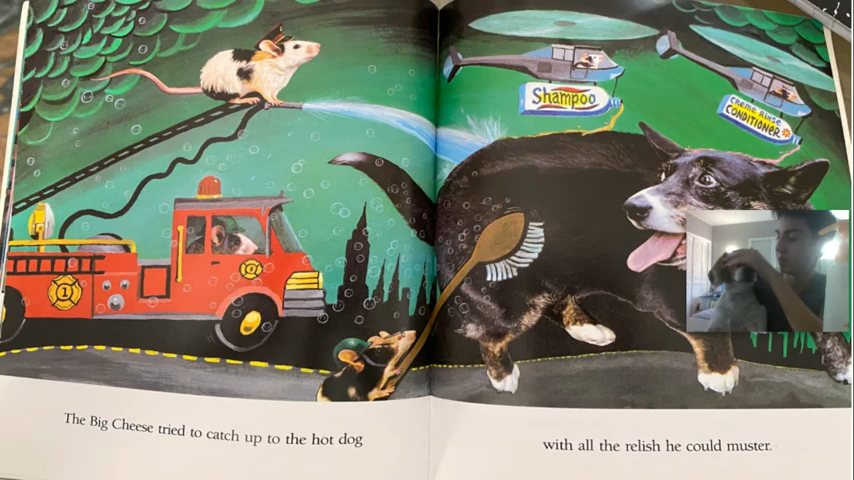 Shampoo
CREME RINSE
CONDITIONER
1
The Big Cheese tried to catch up to the hot dog
with all the relish he could muster.